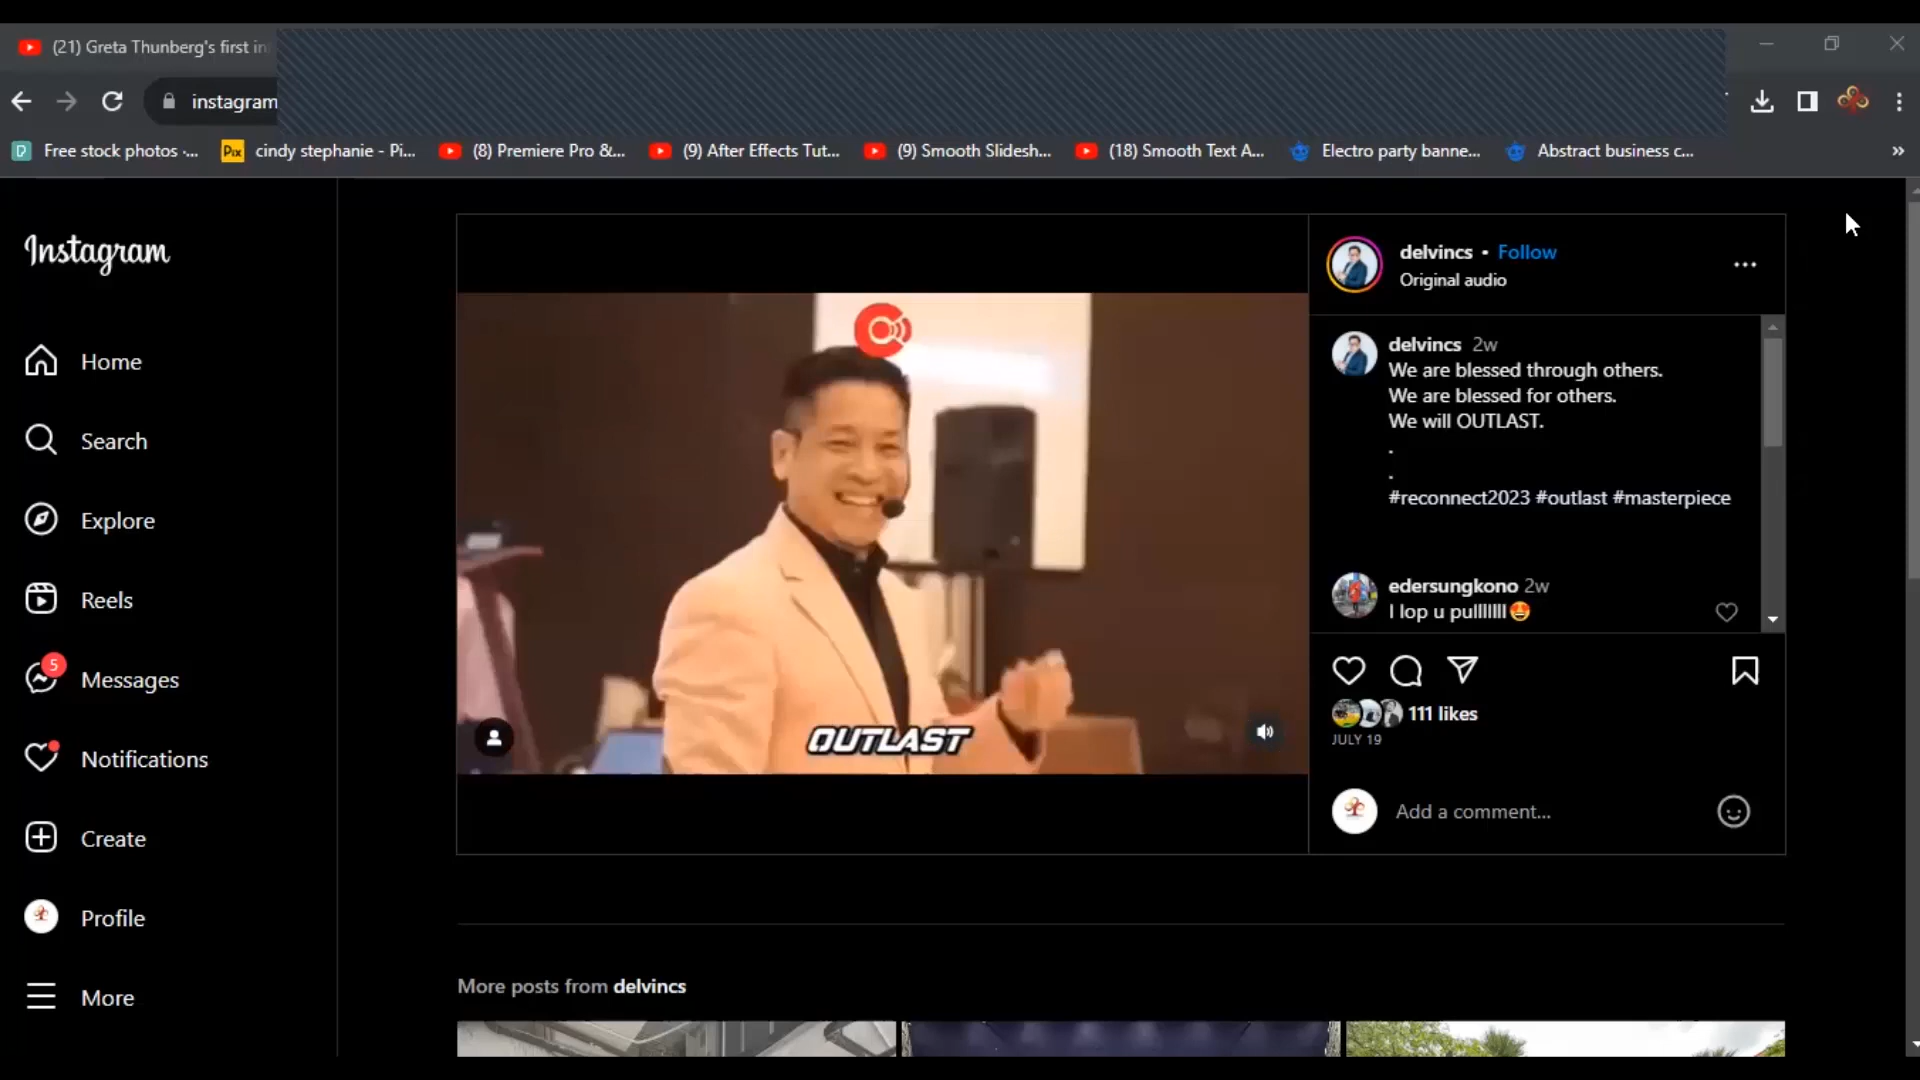 (21) Greta Thunberg's first in
instagram
Free stock photos ·...
Pix cindy stephanie - Pi...
(8) Premiere Pro &...
(9) After Effects Tut...
(9) Smooth Slidesh...
(18) Smooth Text A...
Electro party banne...
Abstract business c...
»
Instagram
Home
Search
Explore
Reels
5
Messages
Notifications
Create
Profile
More
OUTLAST
delvincs • Follow
Original audio
delvincs 2w
We are blessed through others.
We are blessed for others.
We will OUTLAST.
.
.
#reconnect2023 #outlast #masterpiece
edersungkono 2w
I lop u pulllllll🤩
111 likes
JULY 19
Add a comment...
More posts from delvincs